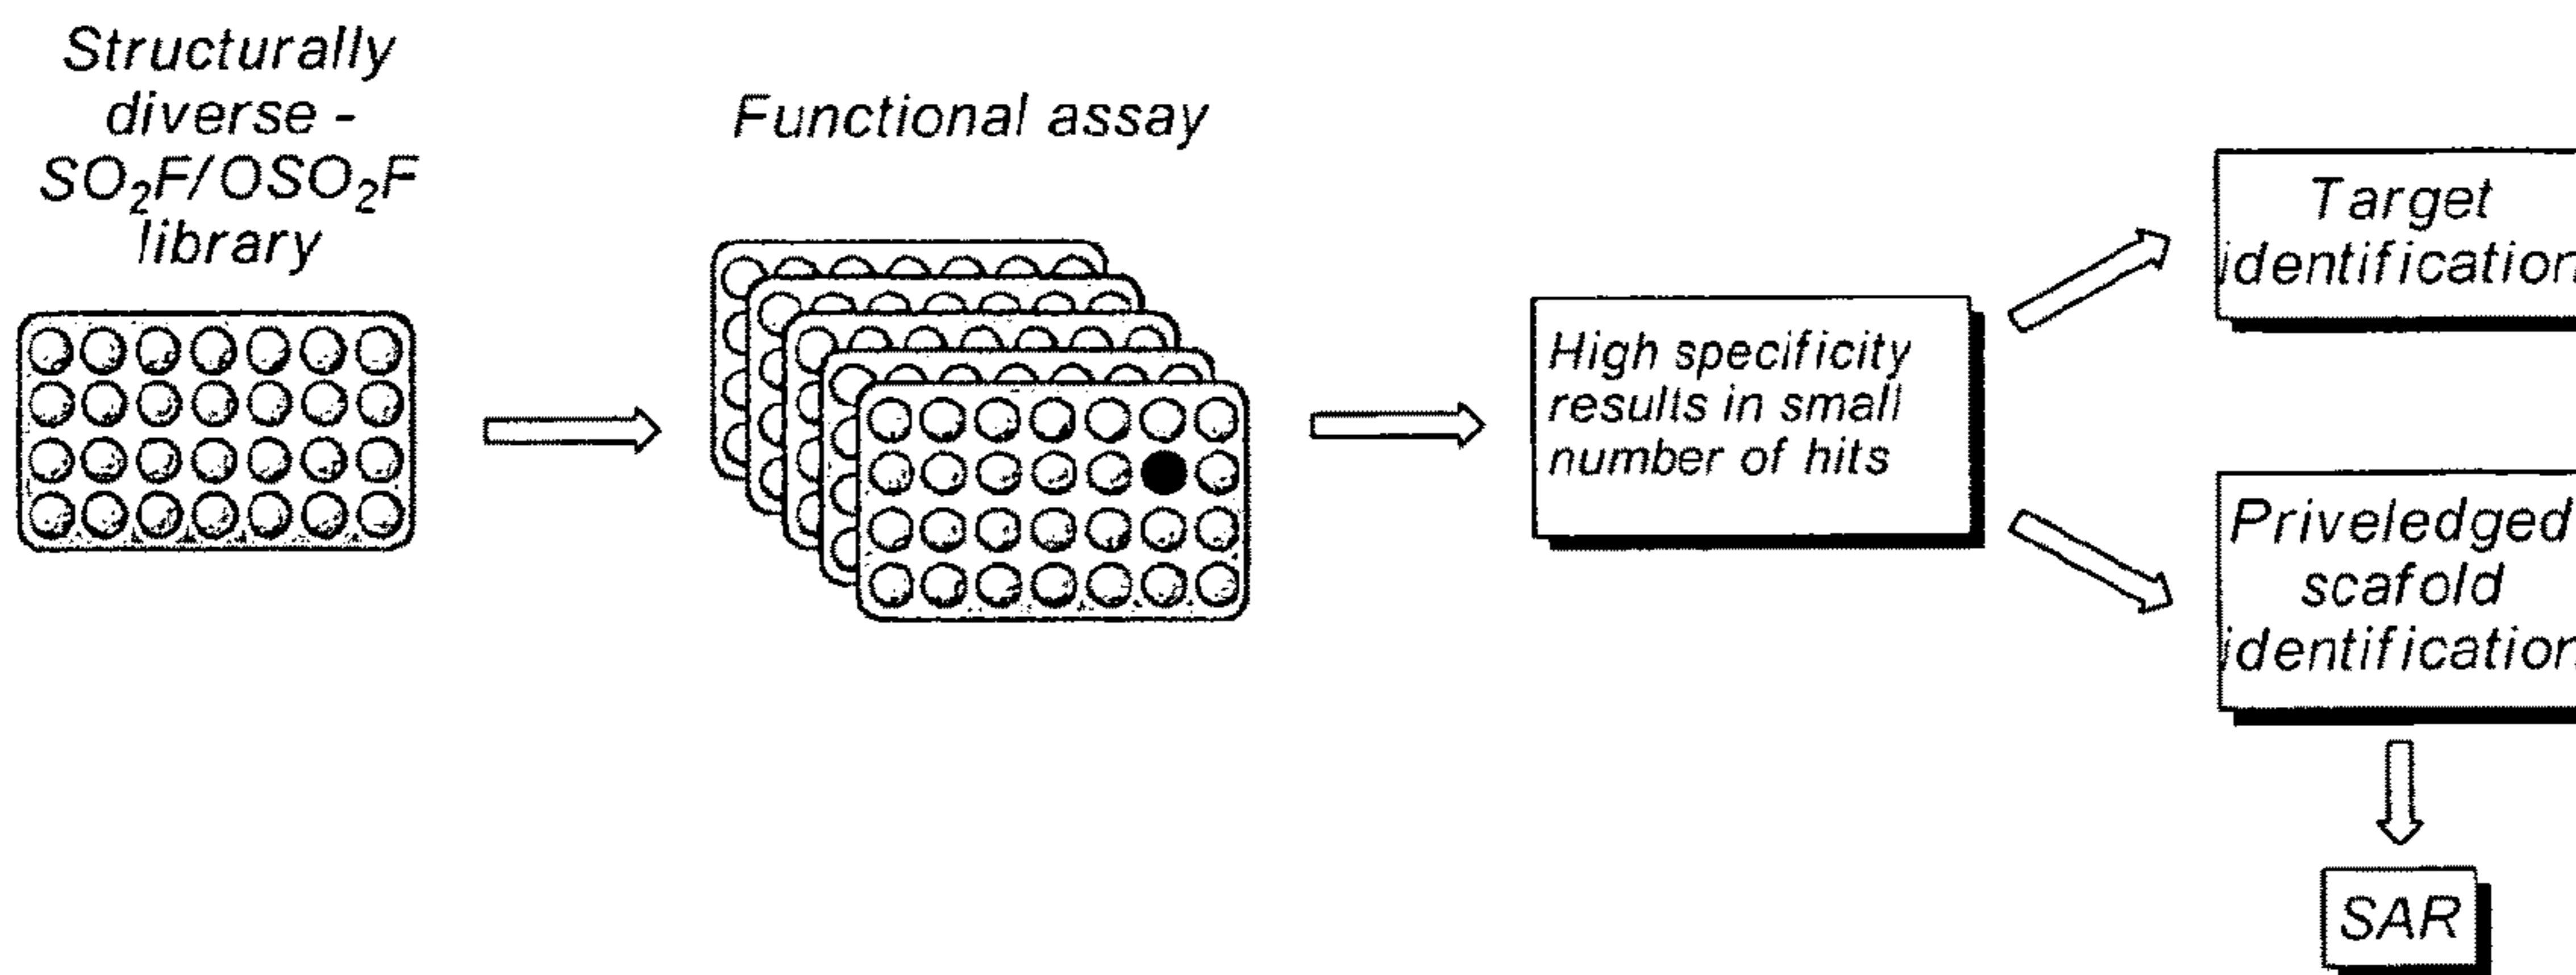 Structurally
diverse -
SO₂F/OSO₂F
library
Functional assay
High specificity
results in small
number of hits
Target
identification
Priveledged
scafold
identification
SAR